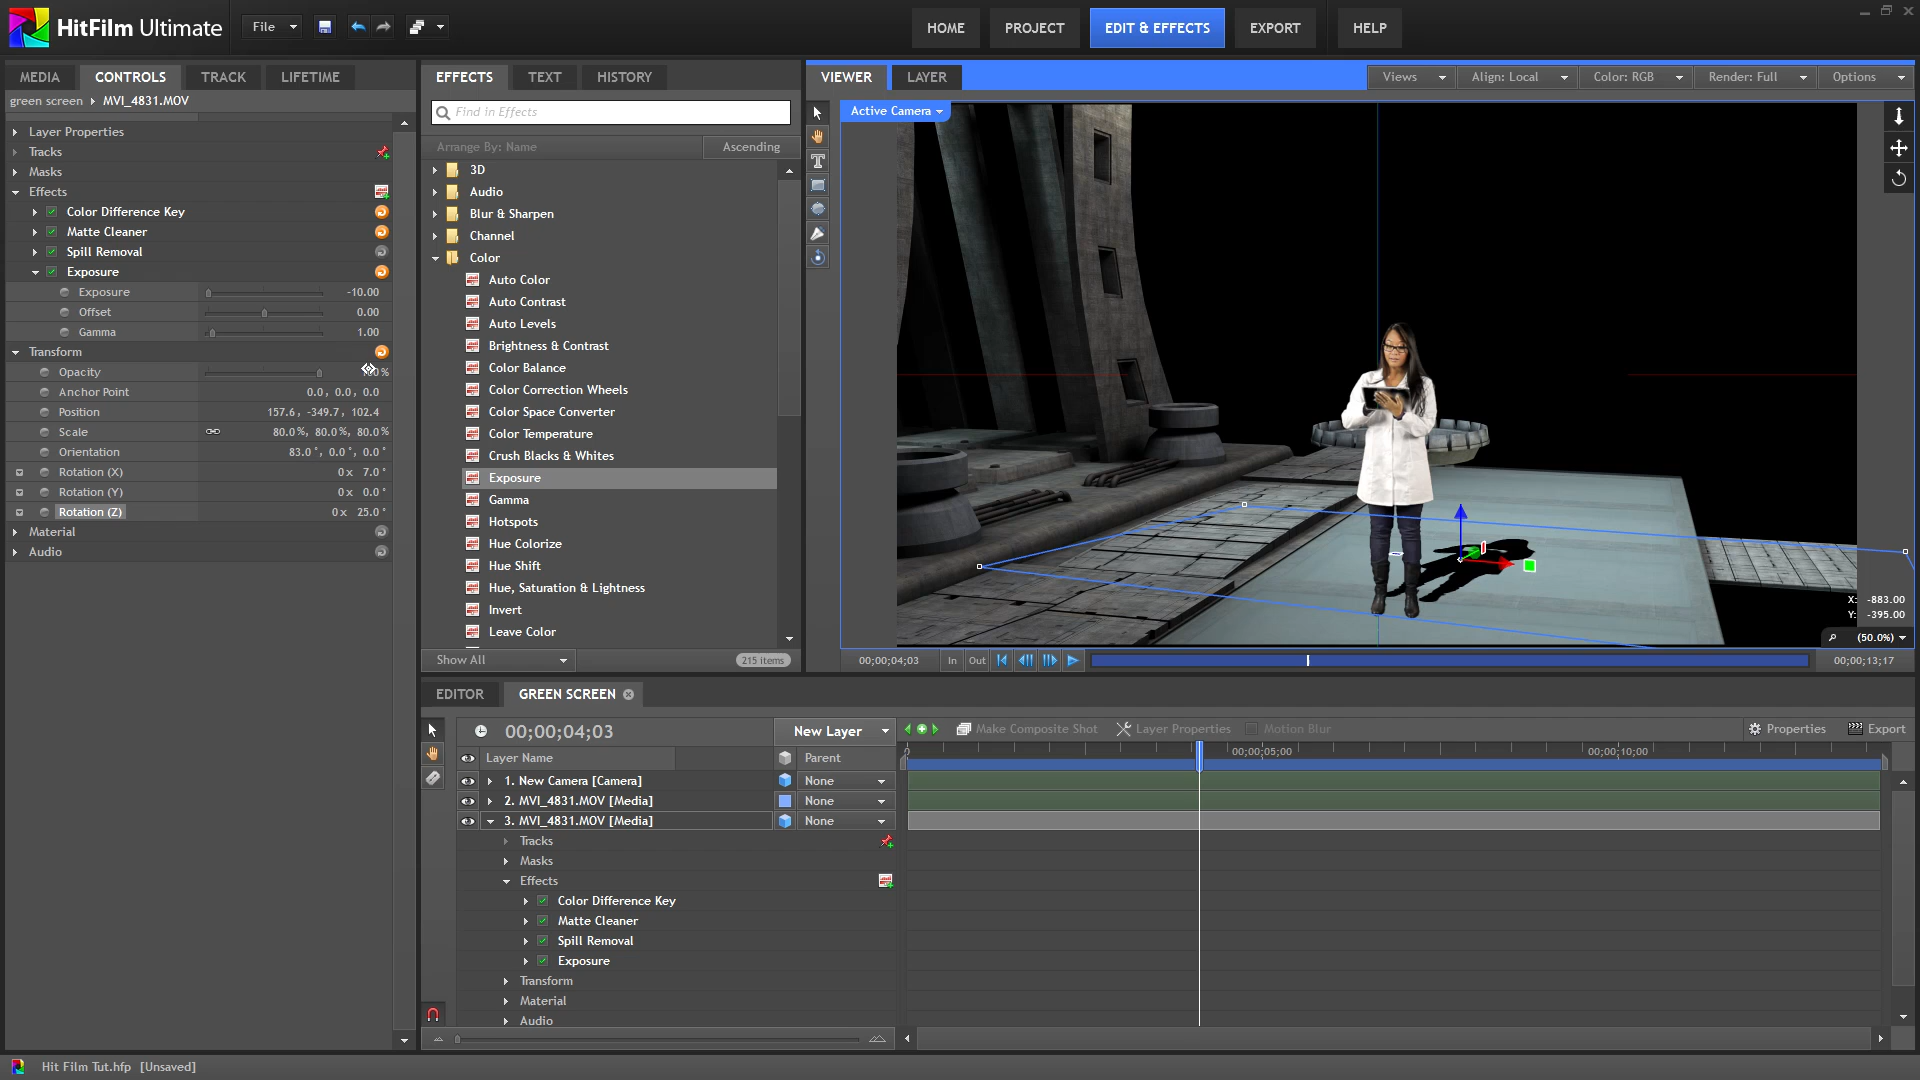 HitFilm Ultimate
File
HOME
PROJECT
EDIT & EFFECTS
EXPORT
HELP
MEDIA
CONTROLS
TRACK
LIFETIME
green screen
MVI_4831.MOV
Layer Properties
Tracks
Masks
Effects
Color Difference Key
Matte Cleaner
Spill Removal
Exposure
Exposure -10.00
Offset 0.00
Gamma 1.00
Transform
Opacity
Anchor Point 0.0, 0.0, 0.0
Position 157.6, -349.7, 102.4
Scale 80.0%, 80.0%, 80.0%
Orientation 83.0°, 0.0°, 0.0°
Rotation (X) 0x 7.0°
Rotation (Y) 0x 0.0°
Rotation (Z) 0x 25.0°
Material
Audio
EFFECTS
TEXT
HISTORY
Find in Effects
Arrange By: Name
Ascending
3D
Audio
Blur & Sharpen
Channel
Color
Auto Color
Auto Contrast
Auto Levels
Brightness & Contrast
Color Balance
Color Correction Wheels
Color Space Converter
Color Temperature
Crush Blacks & Whites
Exposure
Gamma
Hotspots
Hue Colorize
Hue Shift
Hue, Saturation & Lightness
Invert
Leave Color
Show All
215 items
VIEWER
LAYER
Views
Align: Local
Color: RGB
Render: Full
Options
Active Camera
X: -883.00
Y: -395.00
(50.0%)
00;00;04;03
In
Out
00;00;13;17
EDITOR
GREEN SCREEN
00;00;04;03
New Layer
Make Composite Shot
Layer Properties
Motion Blur
Properties
Export
Layer Name
Parent
0
00;00;05;00
00;00;10;00
1. New Camera [Camera]
None
2. MVI_4831.MOV [Media]
None
3. MVI_4831.MOV [Media]
None
Tracks
Masks
Effects
Color Difference Key
Matte Cleaner
Spill Removal
Exposure
Transform
Material
Audio
Hit Film Tut.hfp [Unsaved]